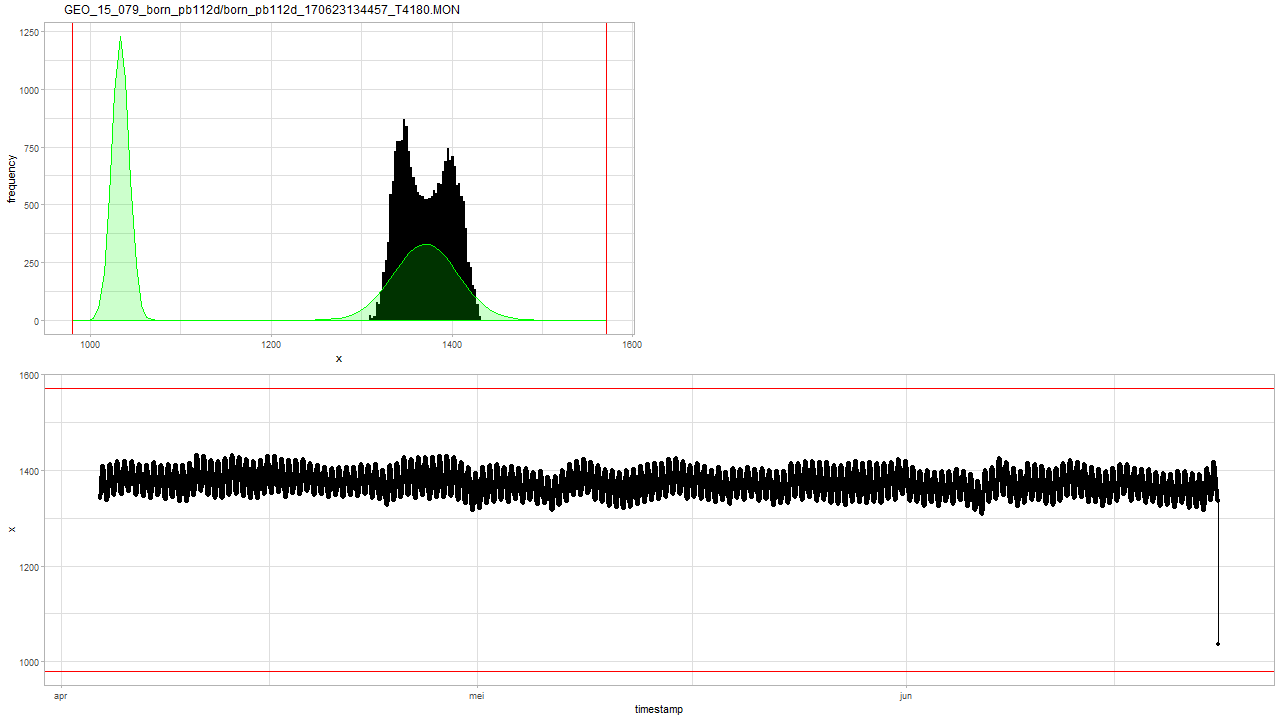 GEO_15_079_born_pb112d/born_pb112d_170623134457_T4180.MON
1250
1000
750
500
250
0
frequency
1000 1200 1400 1600
x
1600
1400
1200
1000
x
apr mei jun
timestamp